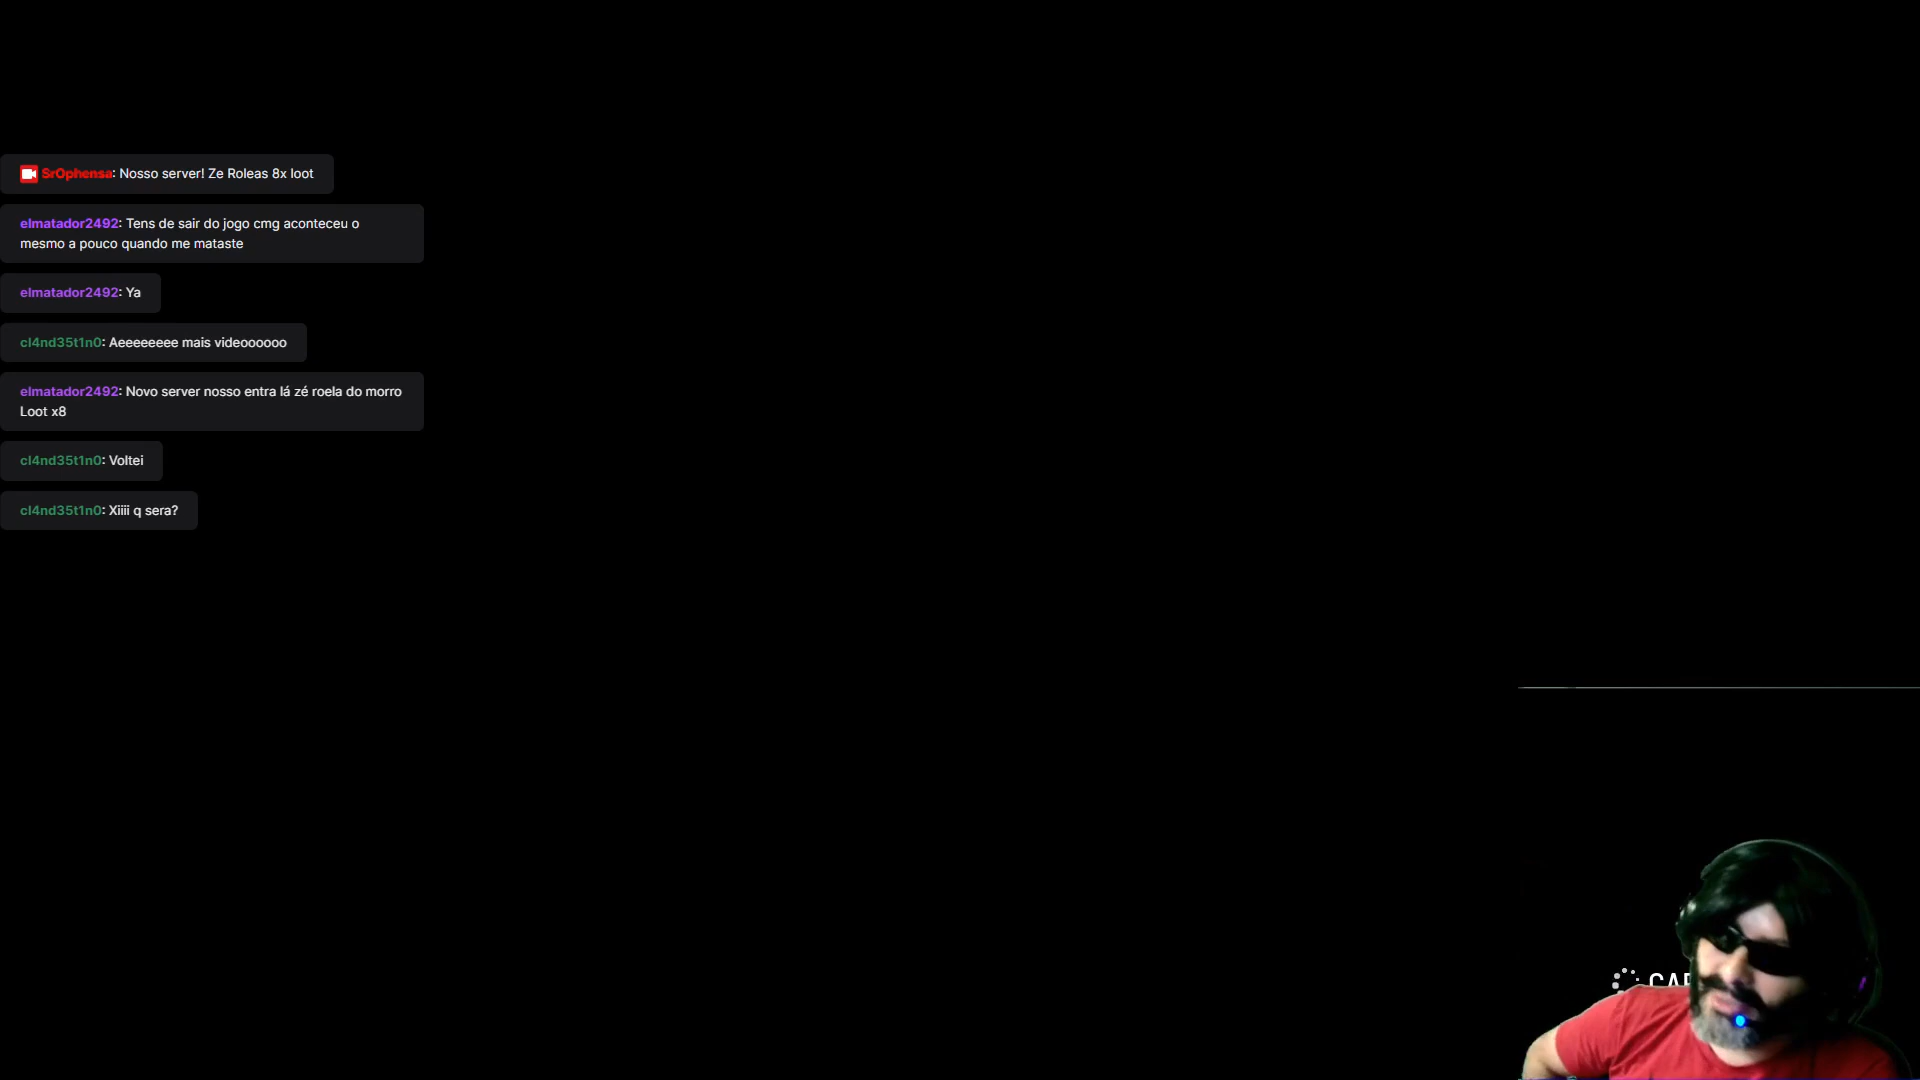 SrOphensa: Nosso server! Ze Roleas 8x loot
elmatador2492: Tens de sair do jogo cmg aconteceu o
mesmo a pouco quando me mataste
elmatador2492: Ya
cl4nd35t1n0: Aeeeeeeee mais videoooooo
elmatador2492: Novo server nosso entra lá zé roela do morro
Loot x8
cl4nd35t1n0: Voltei
cl4nd35t1n0: Xiiii q sera?